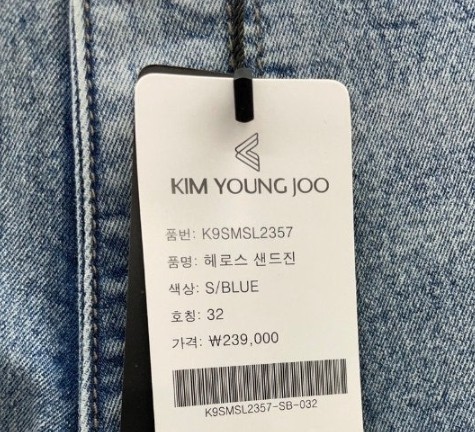 KIM YOUNG JOO
품번: K9SMSL2357
품명: 헤로스 샌드진
색상: S/BLUE
호칭: 32
가격: ₩239,000
K9SMSL2357-SB-032